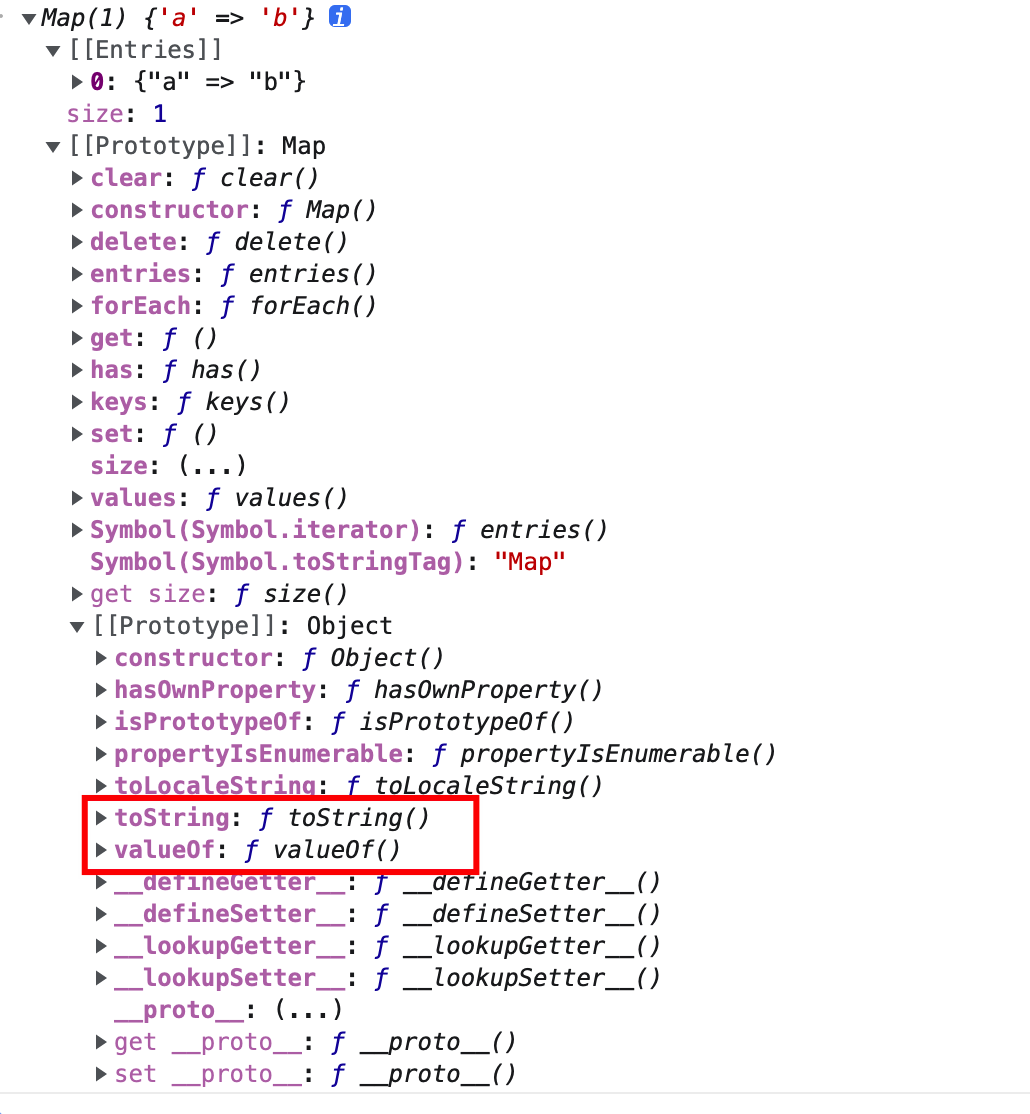 Map(1) {'a' => 'b'} i
[[Entries]]
0: {"a" => "b"}
size: 1
[[Prototype]]: Map
clear: ƒ clear()
constructor: ƒ Map()
delete: ƒ delete()
entries: ƒ entries()
forEach: ƒ forEach()
get: ƒ ()
has: ƒ has()
keys: ƒ keys()
set: ƒ ()
size: (...)
values: ƒ values()
Symbol(Symbol.iterator): ƒ entries()
Symbol(Symbol.toStringTag): "Map"
get size: ƒ size()
[[Prototype]]: Object
constructor: ƒ Object()
hasOwnProperty: ƒ hasOwnProperty()
isPrototypeOf: ƒ isPrototypeOf()
propertyIsEnumerable: ƒ propertyIsEnumerable()
toLocaleString: ƒ toLocaleString()
toString: ƒ toString()
valueOf: ƒ valueOf()
__defineGetter__: ƒ __defineGetter__()
__defineSetter__: ƒ __defineSetter__()
__lookupGetter__: ƒ __lookupGetter__()
__lookupSetter__: ƒ __lookupSetter__()
__proto__: (...)
get __proto__: ƒ __proto__()
set __proto__: ƒ __proto__()